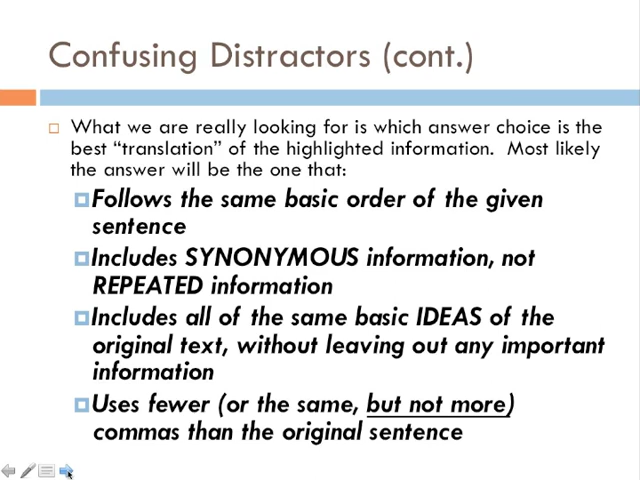 Confusing Distractors (cont.)
What we are really looking for is which answer choice is the
best “translation” of the highlighted information.  Most likely
the answer will be the one that:
Follows the same basic order of the given
sentence
Includes SYNONYMOUS information, not
REPEATED information
Includes all of the same basic IDEAS of the
original text, without leaving out any important
information
Uses fewer (or the same, but not more)
commas than the original sentence